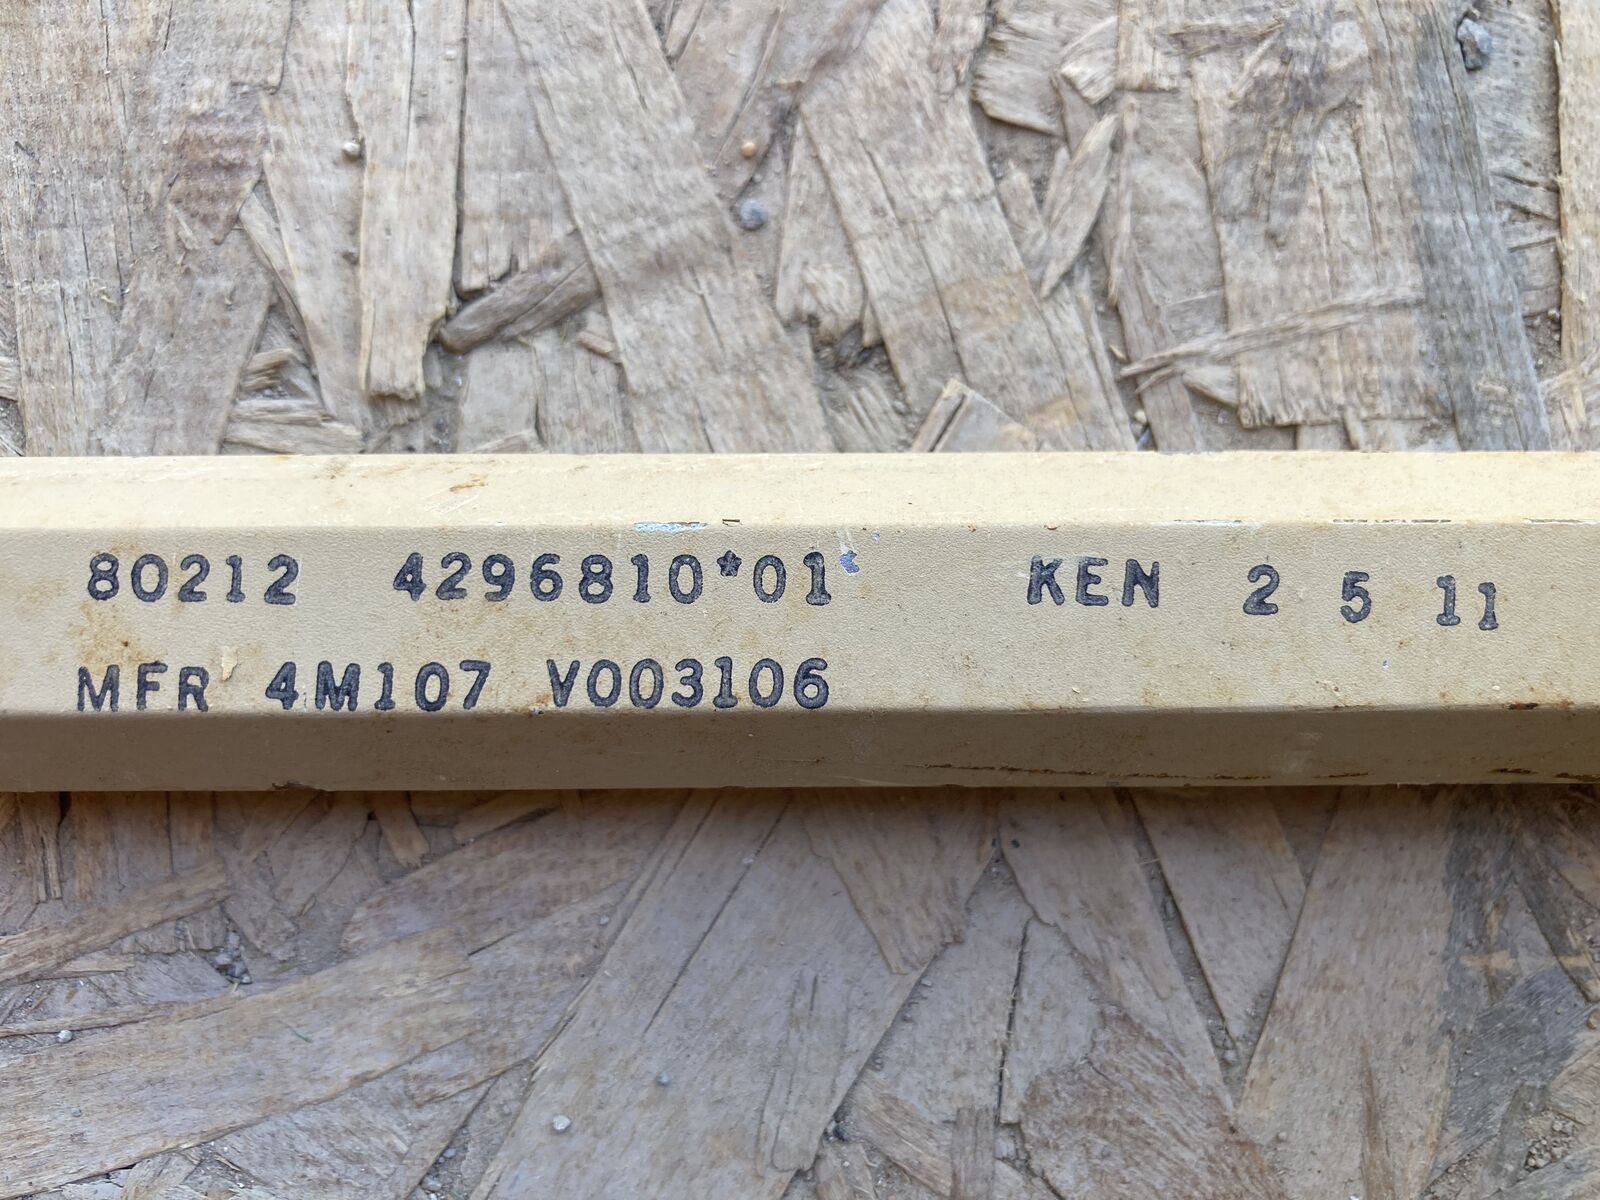 80212 4296810*01 KEN 2 5 11
MFR 4M107 V003106